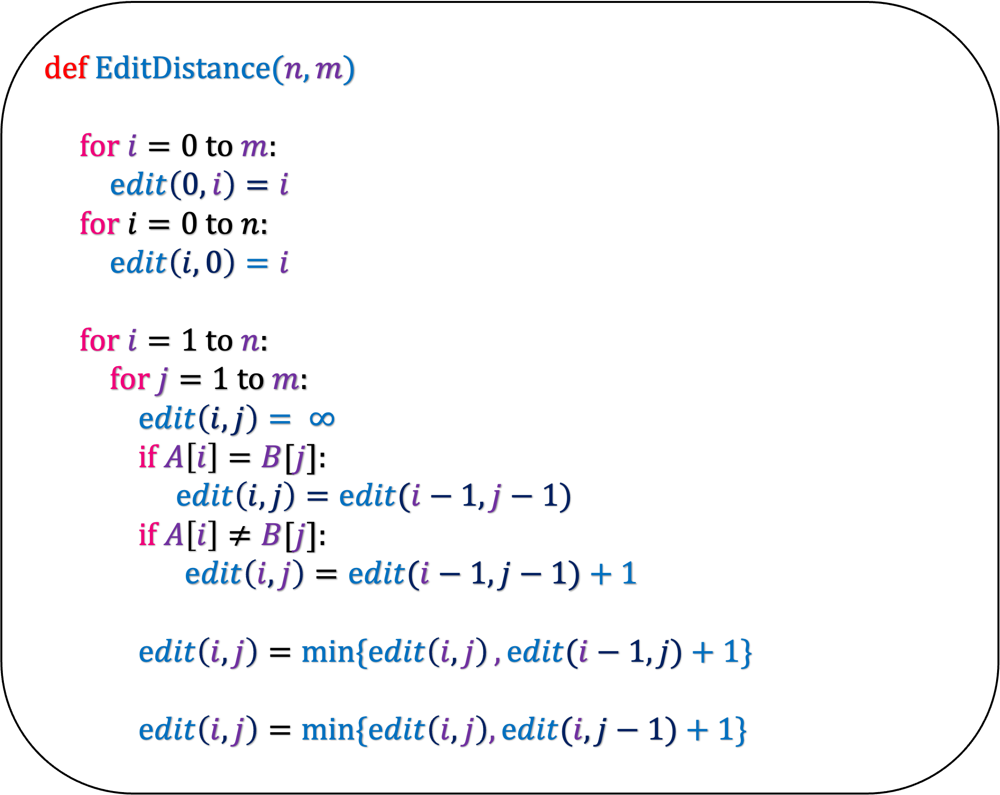 def EditDistance(n, m)
for i = 0 to m:
edit(0, i) = i
for i = 0 to n:
edit(i, 0) = i
for i = 1 to n:
for j = 1 to m:
edit(i, j) = ∞
if A[i] = B[j]:
edit(i, j) = edit(i − 1, j − 1)
if A[i] ≠ B[j]:
edit(i, j) = edit(i − 1, j − 1) + 1
edit(i, j) = min{edit(i, j) , edit(i − 1, j) + 1}
edit(i, j) = min{edit(i, j), edit(i, j − 1) + 1}